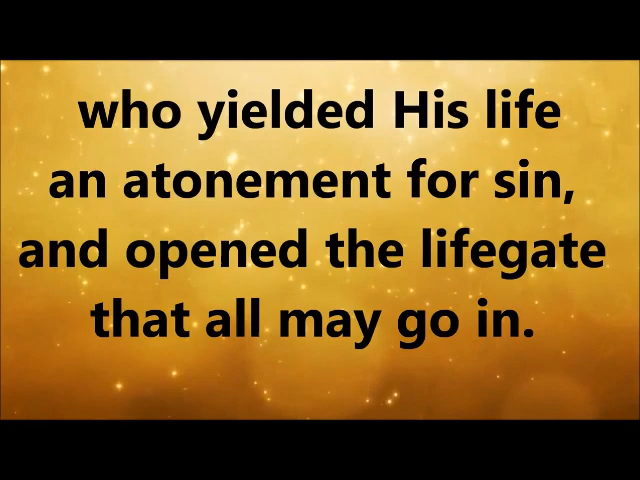 who yielded His life
an atonement for sin,
and opened the lifegate
that all may go in.